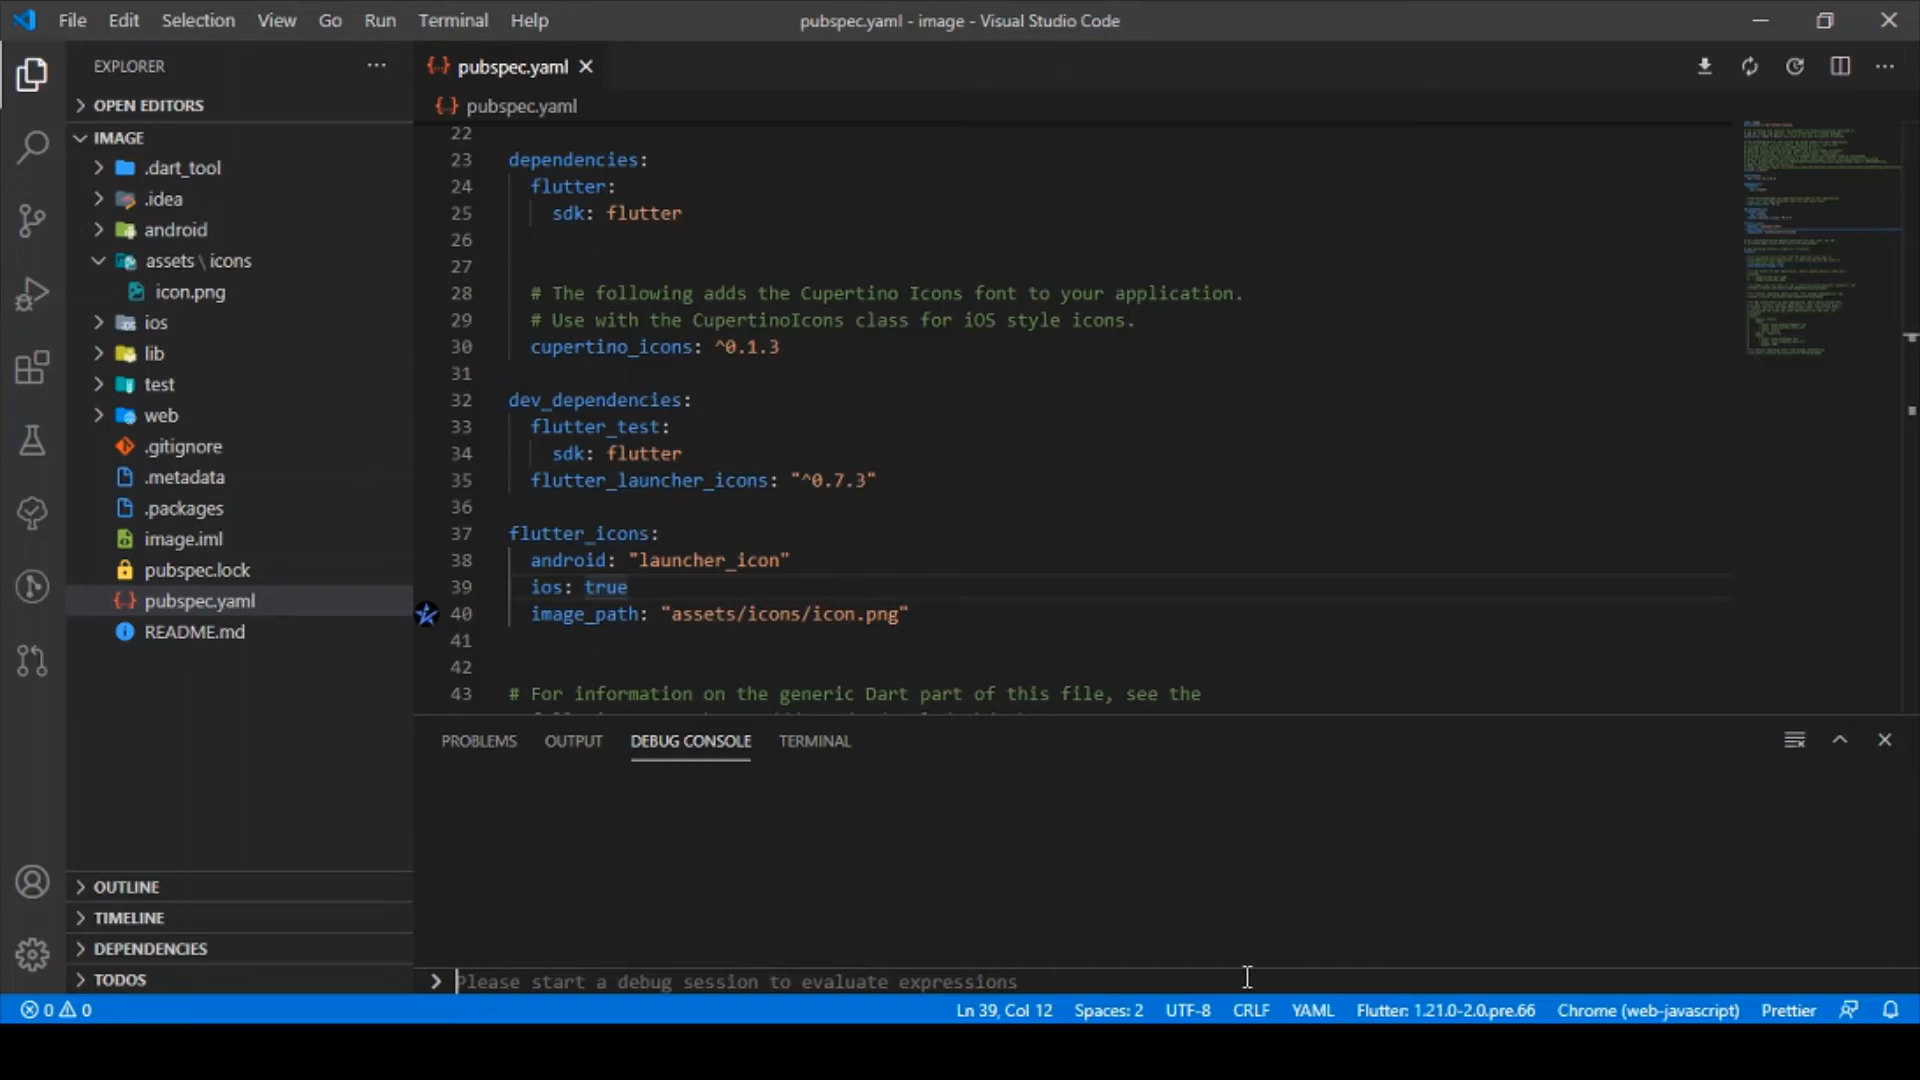 File Edit Selection View Go Run Terminal Help
pubspec.yaml - image - Visual Studio Code
EXPLORER
OPEN EDITORS
IMAGE
.dart_tool
.idea
android
assets \ icons
icon.png
ios
lib
test
web
.gitignore
.metadata
.packages
image.iml
pubspec.lock
pubspec.yaml
README.md
OUTLINE
TIMELINE
DEPENDENCIES
TODOS
pubspec.yaml
pubspec.yaml
22
23 dependencies:
24 flutter:
25 sdk: flutter
26
27
28 # The following adds the Cupertino Icons font to your application.
29 # Use with the CupertinoIcons class for iOS style icons.
30 cupertino_icons: ^0.1.3
31
32 dev_dependencies:
33 flutter_test:
34 sdk: flutter
35 flutter_launcher_icons: "^0.7.3"
36
37 flutter_icons:
38 android: "launcher_icon"
39 ios: true
40 image_path: "assets/icons/icon.png"
41
42
43 # For information on the generic Dart part of this file, see the
PROBLEMS OUTPUT DEBUG CONSOLE TERMINAL
Please start a debug session to evaluate expressions
0 0 Ln 39, Col 12 Spaces: 2 UTF-8 CRLF YAML Flutter: 1.21.0-2.0.pre.66 Chrome (web-javascript) Prettier